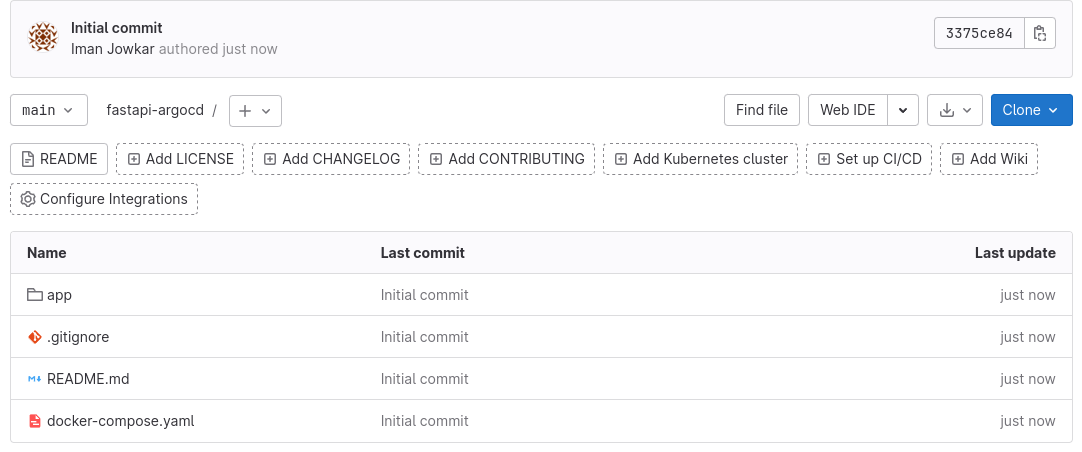 Initial commit
Iman Jowkar authored just now
3375ce84
main
fastapi-argocd /
Find file
Web IDE
Clone
README
Add LICENSE
Add CHANGELOG
Add CONTRIBUTING
Add Kubernetes cluster
Set up CI/CD
Add Wiki
Configure Integrations
Name Last commit Last update
app Initial commit just now
.gitignore Initial commit just now
README.md Initial commit just now
docker-compose.yaml Initial commit just now